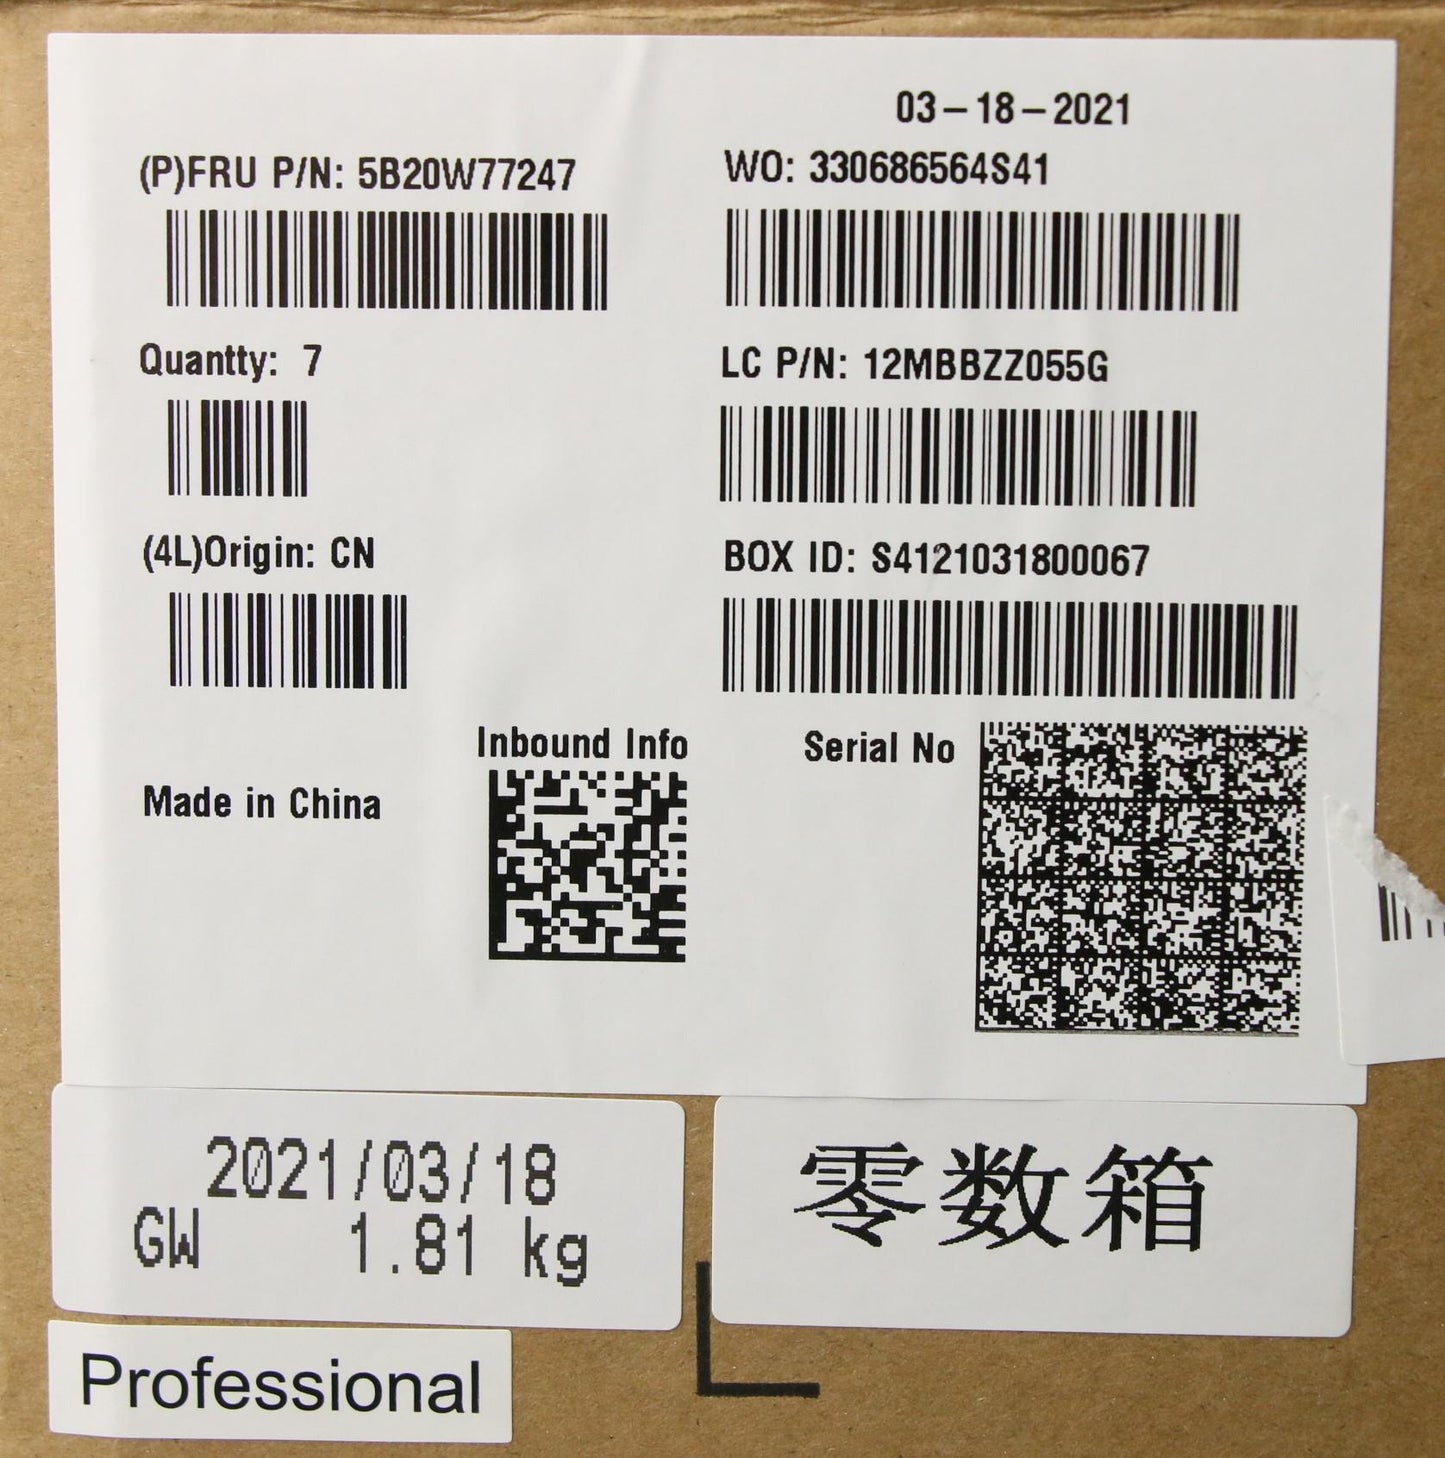 03-18-2021
(P)FRU P/N: 5B20W77247
WO: 330686564S41
Quantty: 7
LC P/N: 12MBBZZ055G
(4L)Origin: CN
BOX ID: S4121031800067
Inbound Info
Serial No
Made in China
2021/03/18
GW 1.81 kg
零数箱
Professional